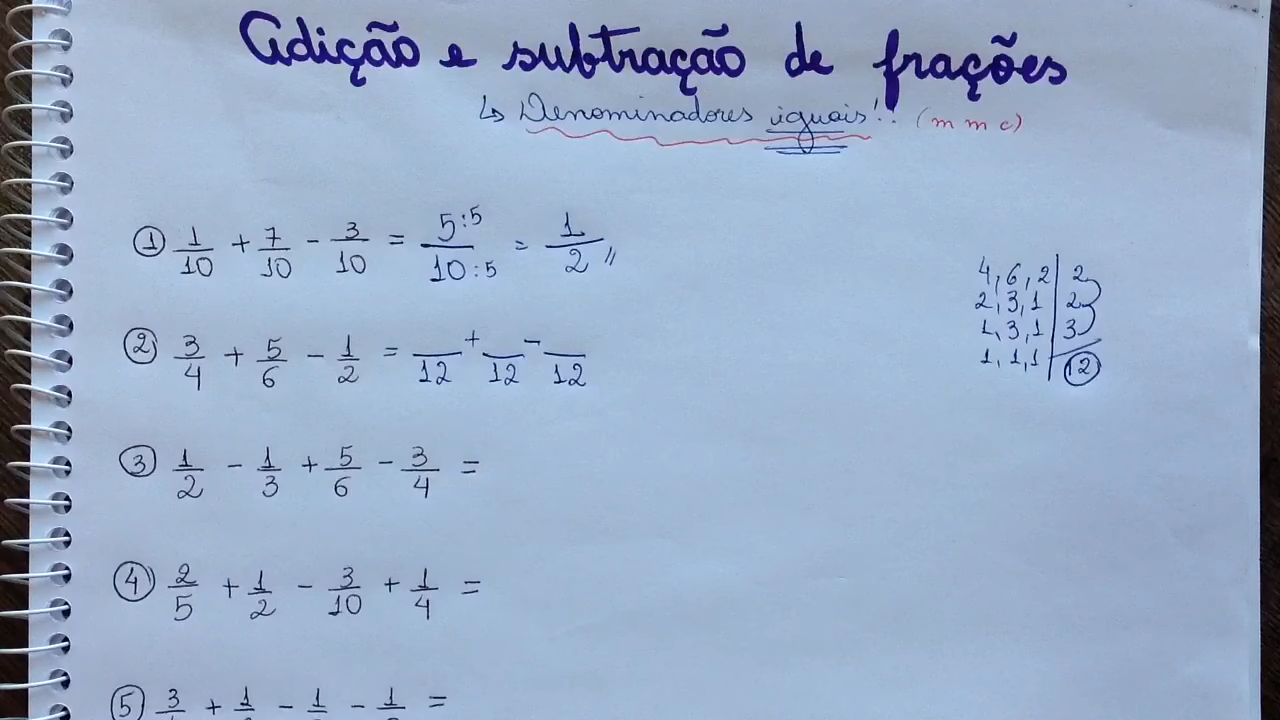 Adição e subtração de frações
↳ Denominadores iguais!! (m m c)
① 1/10 + 7/10 - 3/10 = 5:5/10:5 = 1/2 //
② 3/4 + 5/6 - 1/2 = __/12 + __/12 - __/12
4, 6, 2 | 2
2, 3, 1 | 2
1, 3, 1 | 3
1, 1, 1 | 12
③ 1/2 - 1/3 + 5/6 - 3/4 =
④ 2/5 + 1/2 - 3/10 + 1/4 =
⑤ 3/ + 1/ - 1/ - 1/ =